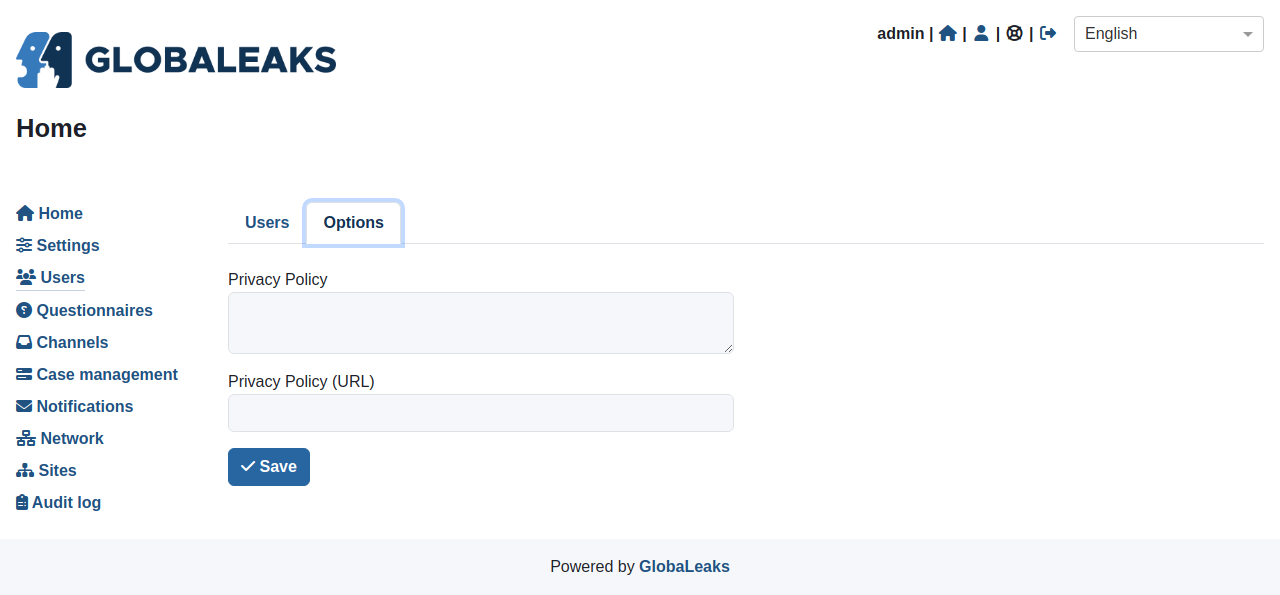 GLOBALEAKS
admin | | | |
English
Home
Home
Settings
Users
Questionnaires
Channels
Case management
Notifications
Network
Sites
Audit log
Users Options
Privacy Policy
Privacy Policy (URL)
Save
Powered by GlobaLeaks